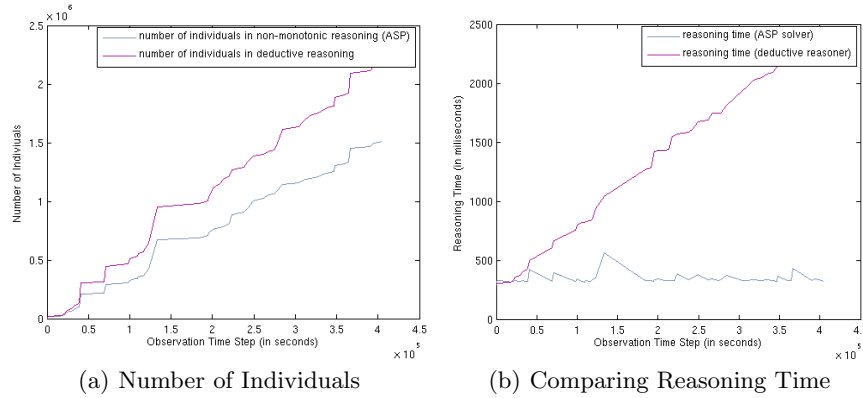 x 10^6
number of individuals in non-monotonic reasoning (ASP)
number of individuals in deductive reasoning
Number of Indiviuals
2.5
2
1.5
1
0.5
0
0 0.5 1 1.5 2 2.5 3 3.5 4 4.5
Observation Time Step (in seconds)
x 10^5
(a) Number of Individuals
reasoning time (ASP solver)
reasoning time (deductive reasoner)
Reasoning Time (in miliseconds)
2500
2000
1500
1000
500
0
0 0.5 1 1.5 2 2.5 3 3.5 4 4.5
Observation Time Step (in seconds)
x 10^5
(b) Comparing Reasoning Time